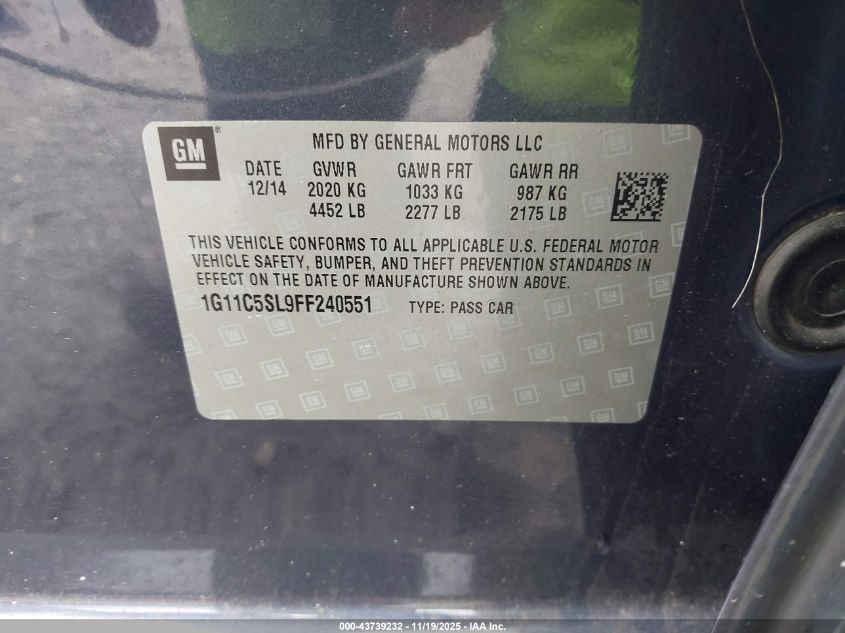 GM ®
MFD BY GENERAL MOTORS LLC
DATE GVWR GAWR FRT GAWR RR
12/14 2020 KG 1033 KG 987 KG
4452 LB 2277 LB 2175 LB
THIS VEHICLE CONFORMS TO ALL APPLICABLE U.S. FEDERAL MOTOR
VEHICLE SAFETY, BUMPER, AND THEFT PREVENTION STANDARDS IN
EFFECT ON THE DATE OF MANUFACTURE SHOWN ABOVE.
1G11C5SL9FF240551 TYPE: PASS CAR
000-43739232 - 11/19/2025 - IAA Inc.